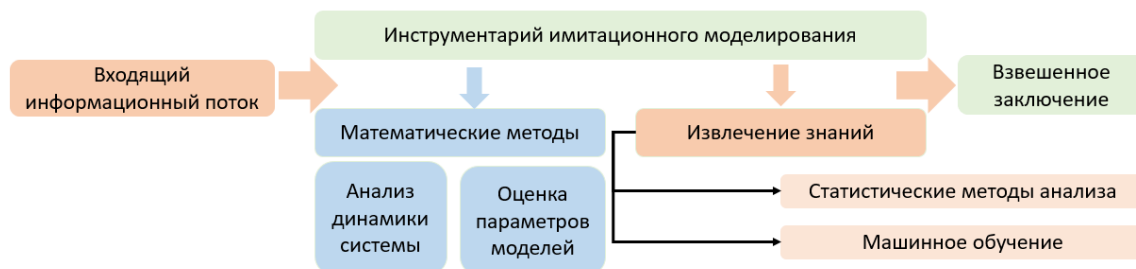 Инструментарий имитационного моделирования
Входящий
информационный поток
Взвешенное
заключение
Математические методы
Извлечение знаний
Анализ
динамики
системы
Оценка
параметров
моделей
Статистические методы анализа
Машинное обучение